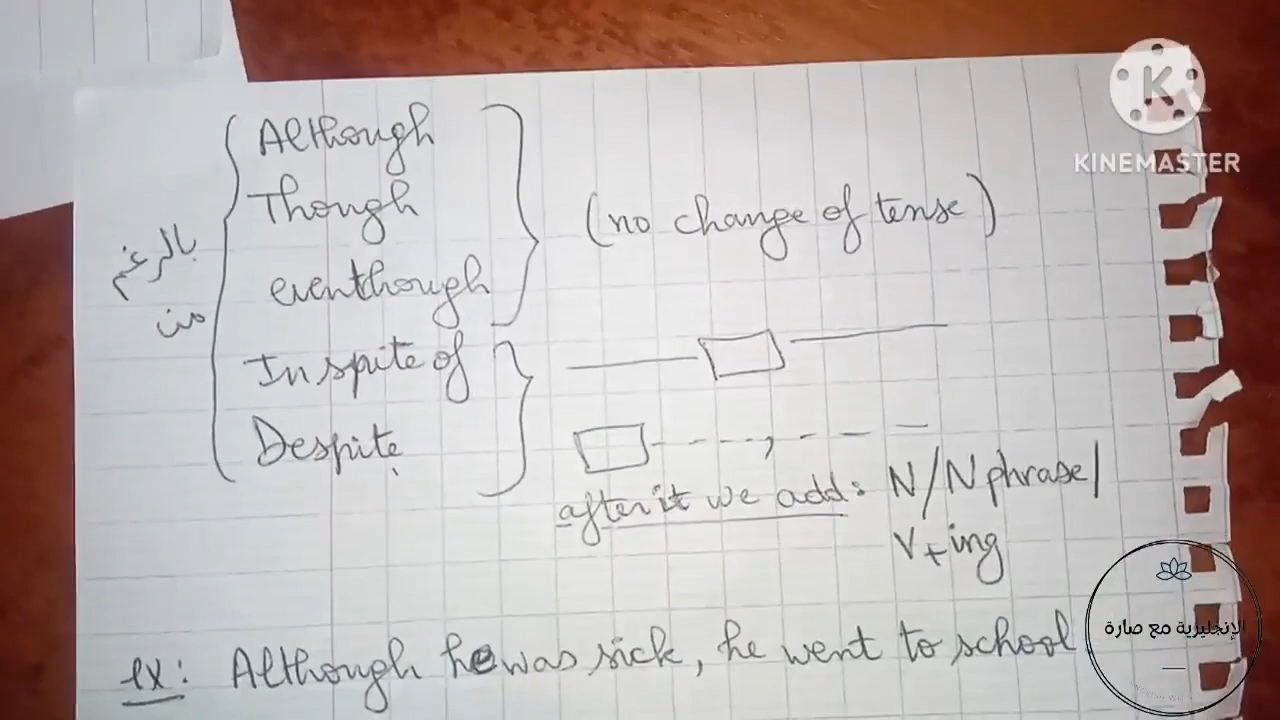 Although
Though
eventhough
(no change of tense)
بالرغم
من
In spite of
Despite
after it we add: N/N phrase/
V+ing
ex: Although he was sick, he went to school
KINEMASTER
الإنجليزية مع صارة